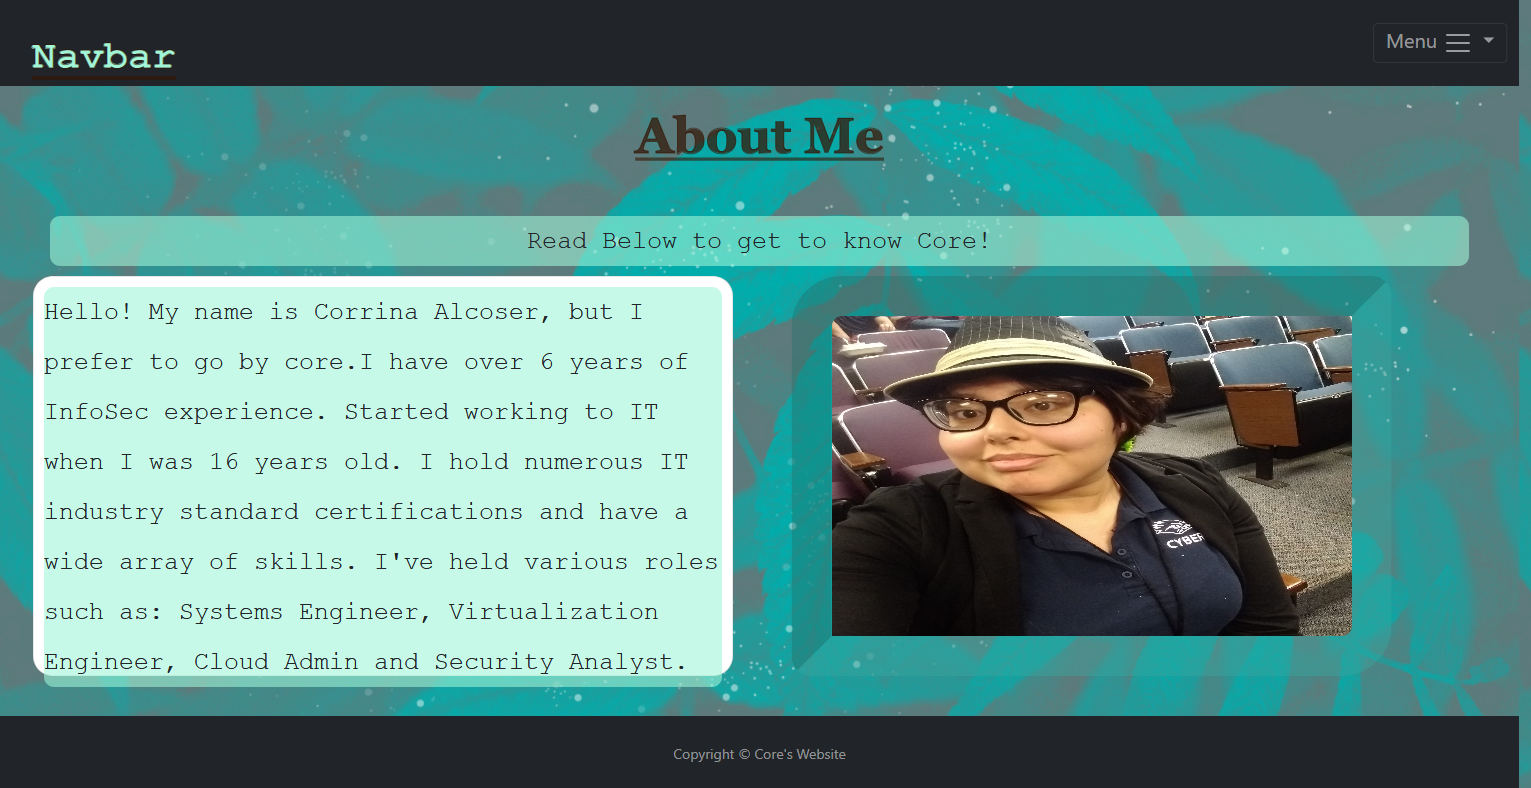 Navbar
Menu
About Me
Read Below to get to know Core!
Hello! My name is Corrina Alcoser, but I
prefer to go by core.I have over 6 years of
InfoSec experience. Started working to IT
when I was 16 years old. I hold numerous IT
industry standard certifications and have a
wide array of skills. I've held various roles
such as: Systems Engineer, Virtualization
Engineer, Cloud Admin and Security Analyst.
CYBER
Copyright © Core's Website